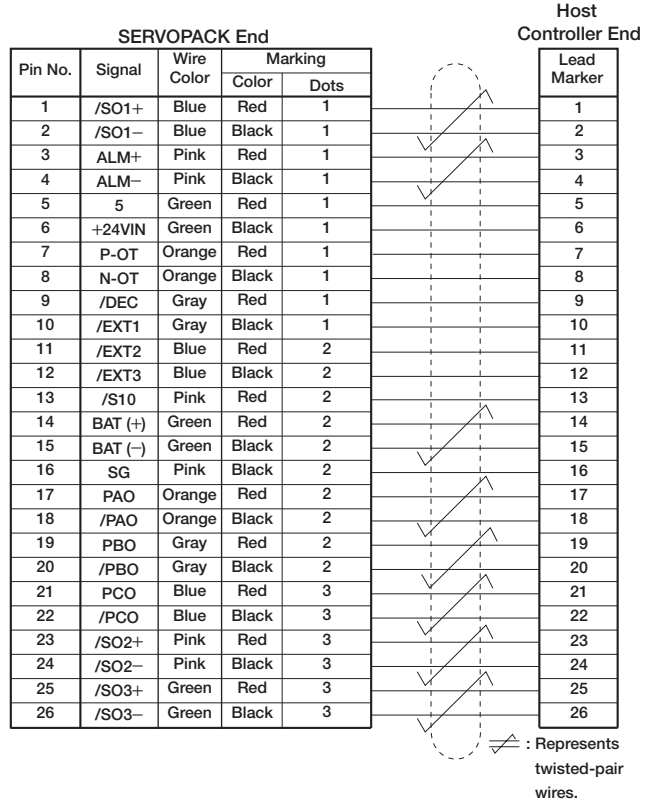 Host
SERVOPACK End Controller End
Pin No. Signal Wire Color Marking Lead Marker
Color Dots
1 /SO1+ Blue Red 1 1
2 /SO1− Blue Black 1 2
3 ALM+ Pink Red 1 3
4 ALM− Pink Black 1 4
5 5 Green Red 1 5
6 +24VIN Green Black 1 6
7 P-OT Orange Red 1 7
8 N-OT Orange Black 1 8
9 /DEC Gray Red 1 9
10 /EXT1 Gray Black 1 10
11 /EXT2 Blue Red 2 11
12 /EXT3 Blue Black 2 12
13 /S10 Pink Red 2 13
14 BAT (+) Green Red 2 14
15 BAT (−) Green Black 2 15
16 SG Pink Black 2 16
17 PAO Orange Red 2 17
18 /PAO Orange Black 2 18
19 PBO Gray Red 2 19
20 /PBO Gray Black 2 20
21 PCO Blue Red 3 21
22 /PCO Blue Black 3 22
23 /SO2+ Pink Red 3 23
24 /SO2− Pink Black 3 24
25 /SO3+ Green Red 3 25
26 /SO3− Green Black 3 26
: Represents
twisted-pair
wires.